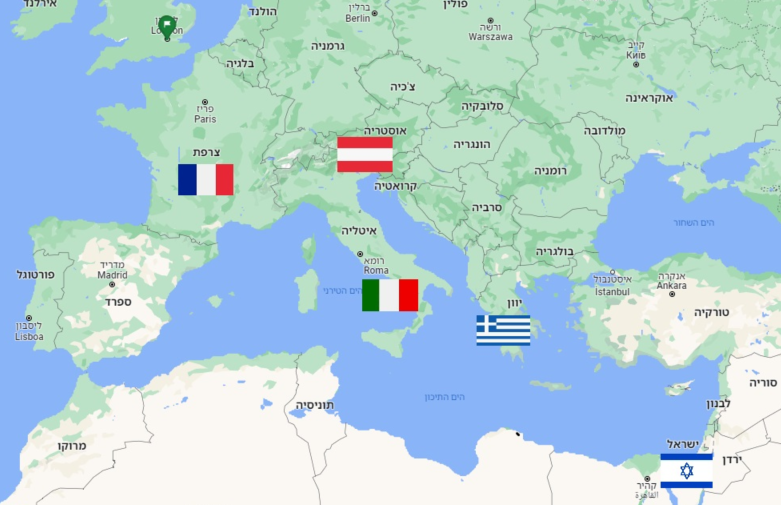 אירלנד
הולנד
פולין
London
ברלין
Berlin
ורשה
Warszawa
גרמניה
קייב
Київ
בלגיה
צ'כיה
אוקראינה
פריז
Paris
סלובקיה
אוסטריה
מולדובה
הונגריה
צרפת
רומניה
קרואטיה
סרביה
הים השחור
איטליה
בולגריה
רומא
Roma
פורטוגל
מדריד
Madrid
ספרד
איסטנבול
Istanbul
אנקרה
Ankara
הים הטירני
יוון
טורקיה
ליסבון
Lisboa
סוריה
הים התיכון
לבנון
תוניסיה
מרוקו
ישראל
ירדן
קהיר
القاهرة